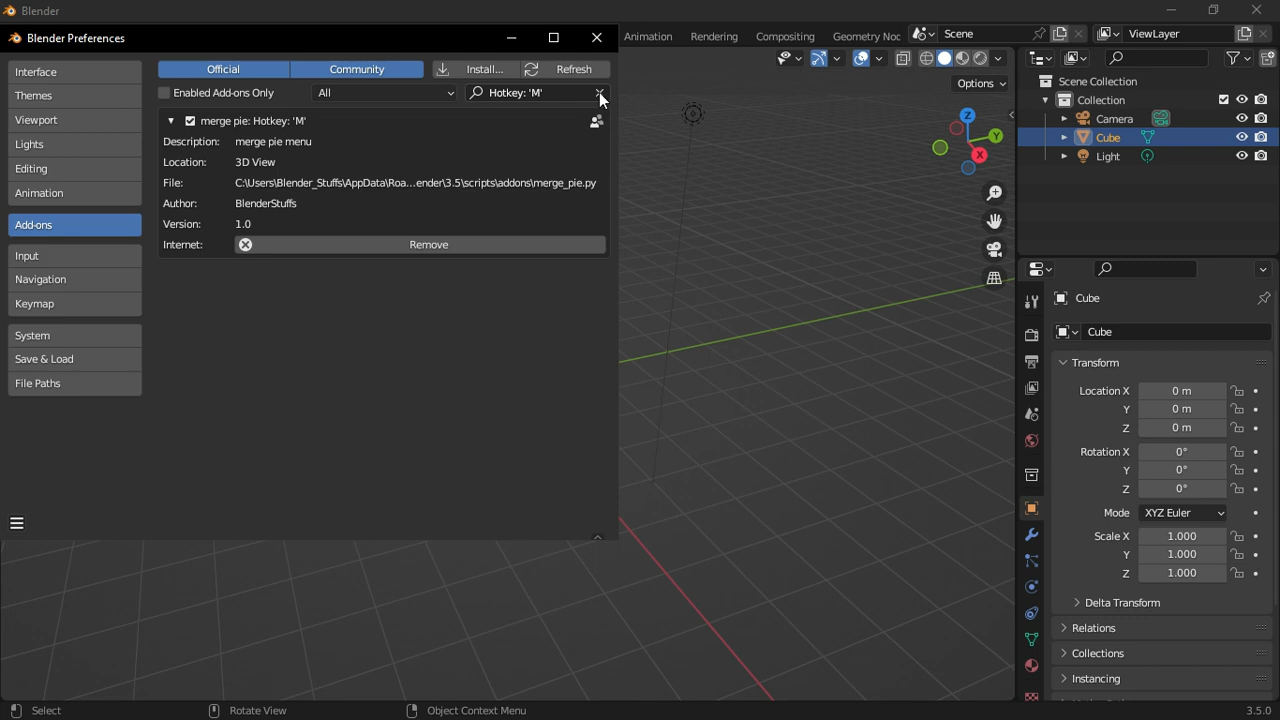 Blender
Blender Preferences
Animation Rendering Compositing Geometry Noc Scene ViewLayer
Interface
Themes
Viewport
Lights
Editing
Animation
Add-ons
Input
Navigation
Keymap
System
Save & Load
File Paths
Official Community Install... Refresh
Enabled Add-ons Only All Hotkey: 'M'
merge pie: Hotkey: 'M'
Description: merge pie menu
Location: 3D View
File: C:\Users\Blender_Stuffs\AppData\Roa...ender\3.5\scripts\addons\merge_pie.py
Author: BlenderStuffs
Version: 1.0
Internet: Remove
Options
Z
Y
X
Scene Collection
Collection
Camera
Cube
Light
Cube
Cube
Transform
Location X 0 m
Y 0 m
Z 0 m
Rotation X 0°
Y 0°
Z 0°
Mode XYZ Euler
Scale X 1.000
Y 1.000
Z 1.000
Delta Transform
Relations
Collections
Instancing
Select Rotate View Object Context Menu 3.5.0